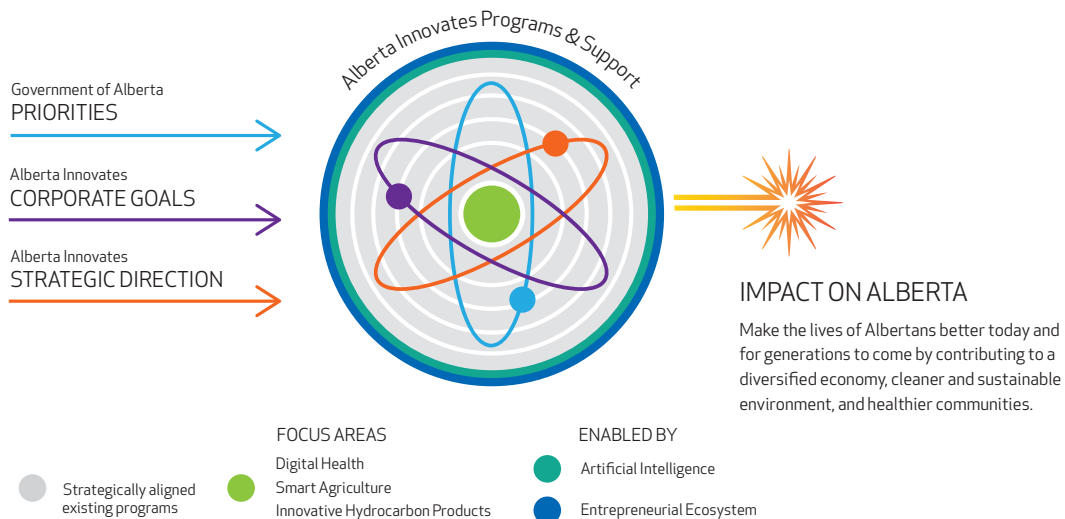 Alberta Innovates Programs & Support
Government of Alberta
PRIORITIES
Alberta Innovates
CORPORATE GOALS
Alberta Innovates
STRATEGIC DIRECTION
IMPACT ON ALBERTA
Make the lives of Albertans better today and
for generations to come by contributing to a
diversified economy, cleaner and sustainable
environment, and healthier communities.
Strategically aligned
existing programs
FOCUS AREAS
Digital Health
Smart Agriculture
Innovative Hydrocarbon Products
ENABLED BY
Artificial Intelligence
Entrepreneurial Ecosystem